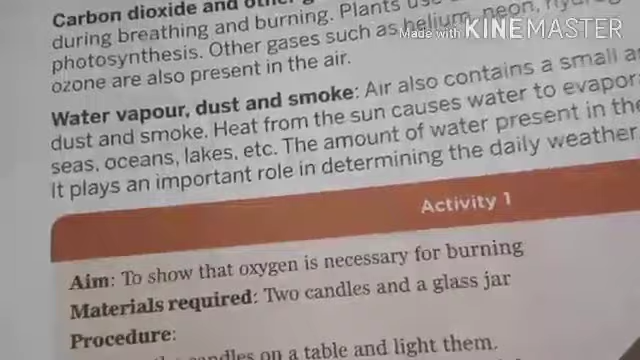 Carbon dioxide and other
during breathing and burning. Plants use
photosynthesis. Other gases such as helium, neon,
ozone are also present in the air.
Water vapour, dust and smoke: Air also contains a small
dust and smoke. Heat from the sun causes water to
seas, oceans, lakes, etc. The amount of water present in the
It plays an important role in determining the daily weather
Activity 1
Aim: To show that oxygen is necessary for burning
Materials required: Two candles and a glass jar
Procedure:
candles on a table and light them.
Made with KINEMASTER